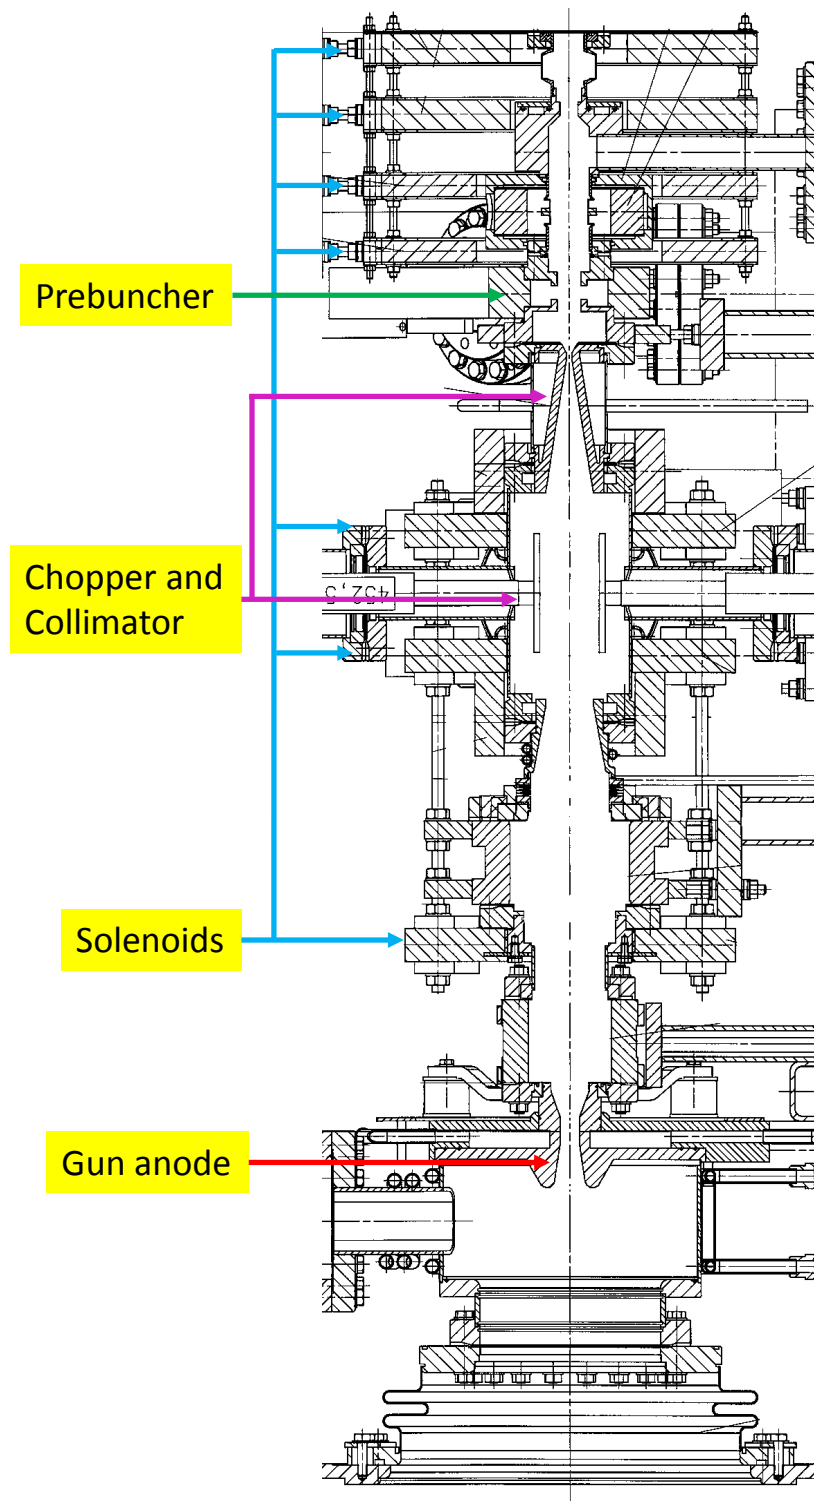 Prebuncher
Chopper and
Collimator
452,5
Solenoids
Gun anode